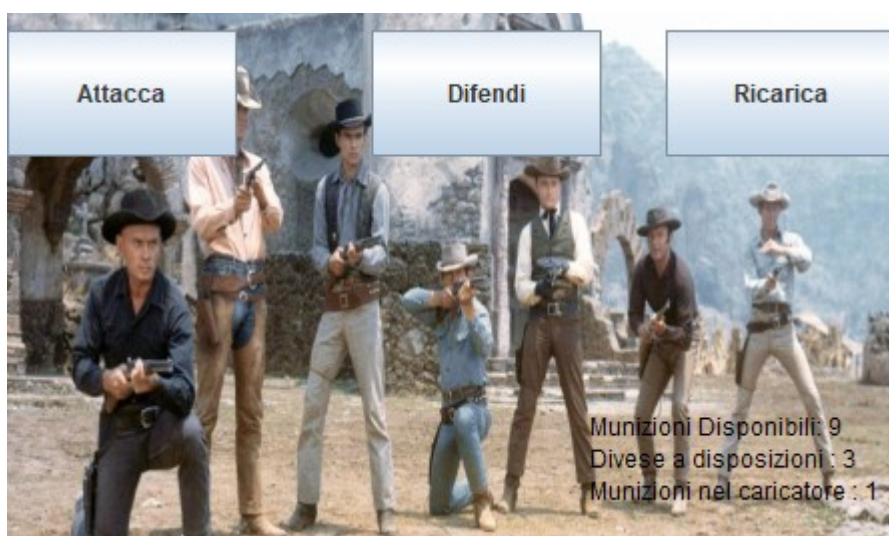 Attacca
Difendi
Ricarica
Munizioni Disponibili: 9
Divese a disposizioni : 3
Munizioni nel caricatore : 1